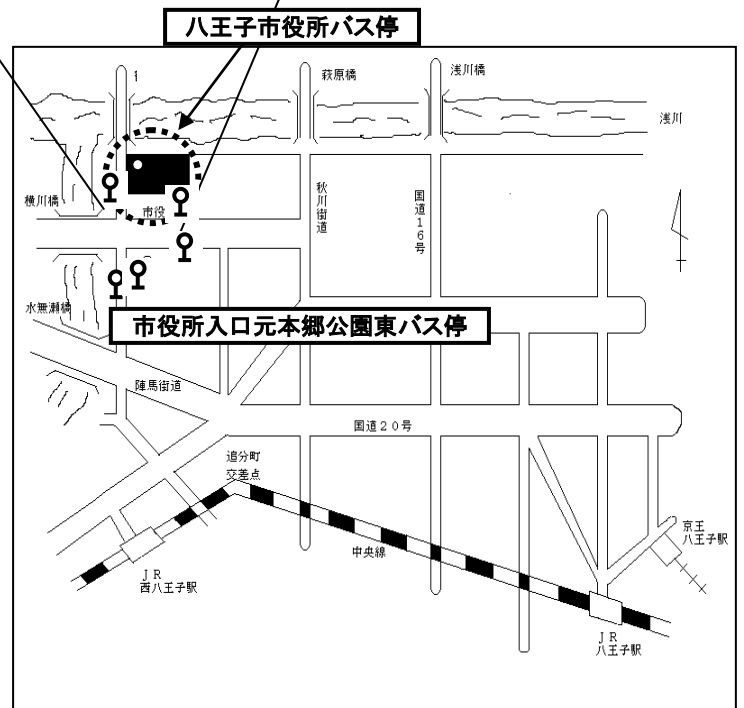 八王子市役所バス停
萩原橋
浅川橋
浅川
横川橋
市役
秋川街道
国道16号
水無瀬橋
市役所入口元本郷公園東バス停
陣馬街道
国道20号
追分町
交差点
中央線
京王
八王子駅
JR
西八王子駅
JR
八王子駅